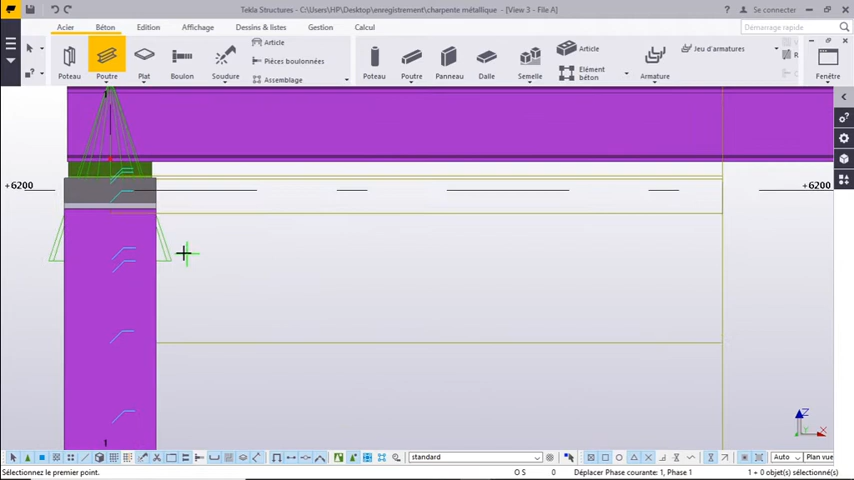 Tekla Structures - C:\Users\HP\Desktop\enregistrement\charpente métallique - [View 3 - File A]
Se connecter
Acier Béton Edition Affichage Dessins & listes Gestion Calcul
Démarrage rapide
Poteau Poutre Plat Boulon Soudure Article
Pièces boulonnées
Assemblage
Poteau Poutre Panneau Dalle Semelle Article
Elément béton
Armature Jeu d'armatures
Fenêtre
1
+6200
+6200
1
Z
Y
X
standard
Auto
Plan vue
Sélectionnez le premier point.
O S 0
Déplacer Phase courante: 1, Phase 1
1 + 0 objet(s) sélectionné(s)